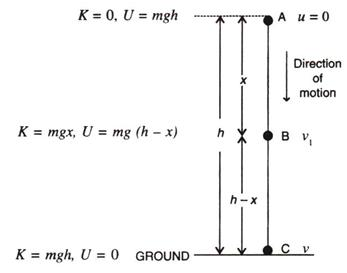 K = 0, U = mgh
A u = 0
Direction
of
motion
x
K = mgx, U = mg (h – x)
h
B v₁
h – x
K = mgh, U = 0 GROUND
C v